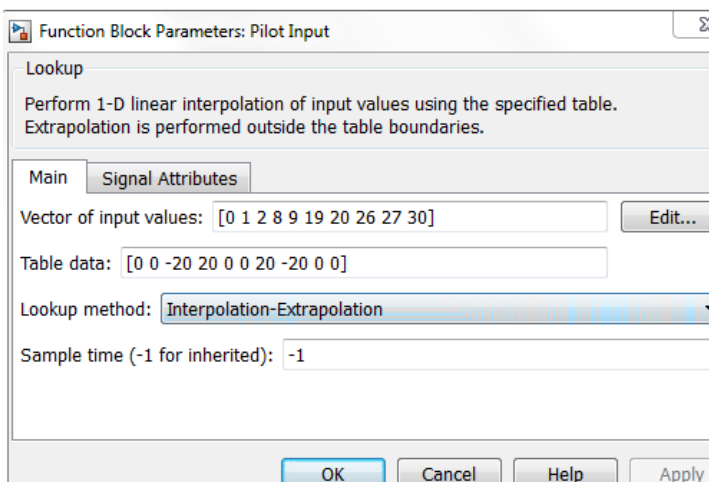 Function Block Parameters: Pilot Input
Lookup
Perform 1-D linear interpolation of input values using the specified table.
Extrapolation is performed outside the table boundaries.
Main Signal Attributes
Vector of input values: [0 1 2 8 9 19 20 26 27 30] Edit...
Table data: [0 0 -20 20 0 0 20 -20 0 0]
Lookup method: Interpolation-Extrapolation
Sample time (-1 for inherited): -1
OK Cancel Help Apply